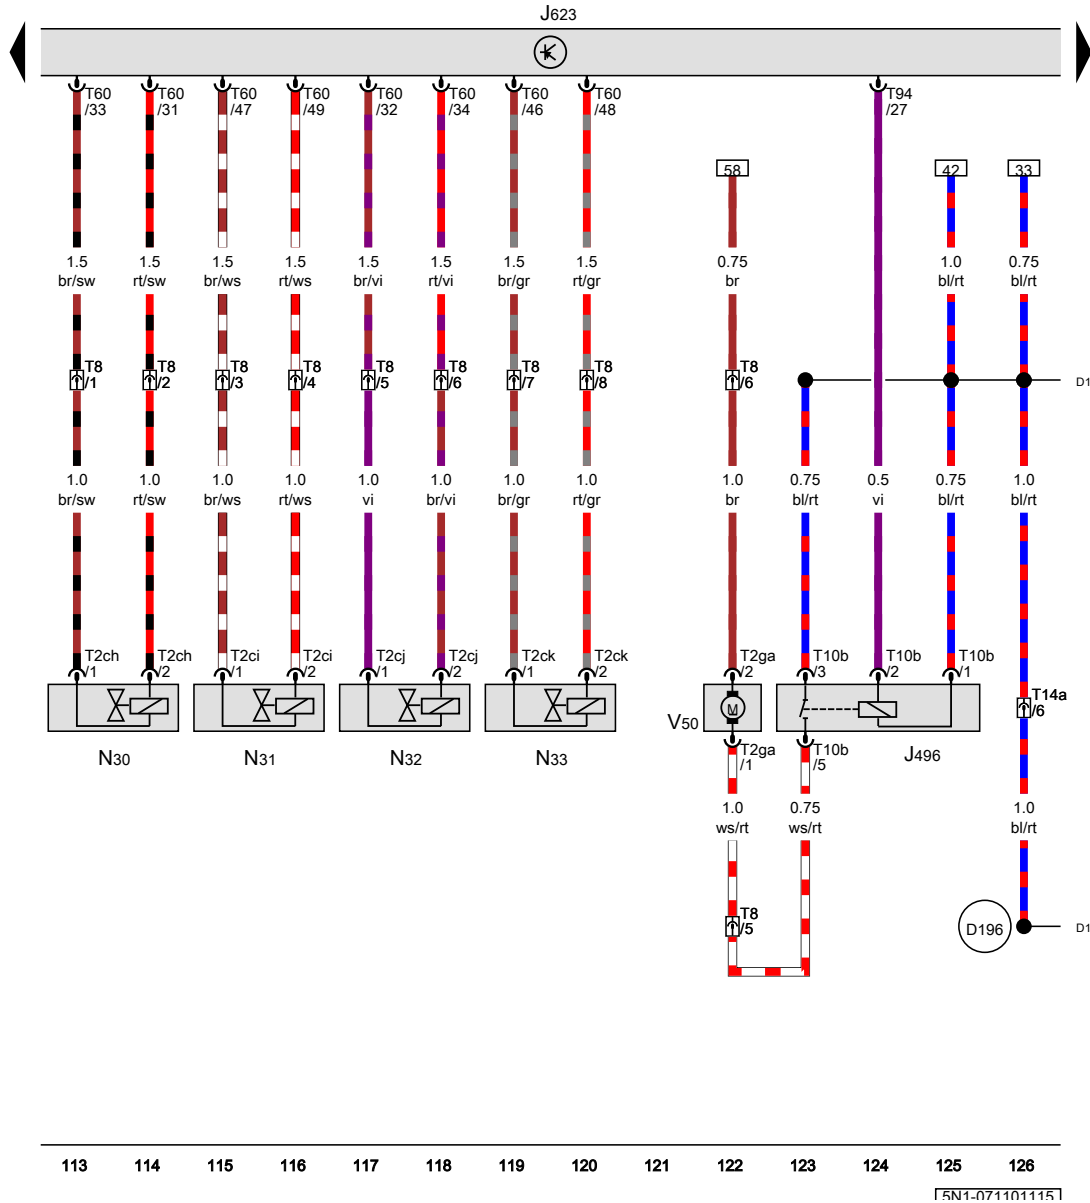 J623
T60 T60 T60 T60 T60 T60 T60 T60 T94
/33 /31 /47 /49 /32 /34 /46 /48 /27
58 42 33
1.5 1.5 1.5 1.5 1.5 1.5 1.5 1.5 0.75 1.0 0.75
br/sw rt/sw br/ws rt/ws br/vi rt/vi br/gr rt/gr br bl/rt bl/rt
T8 T8 T8 T8 T8 T8 T8 T8 T8
/1 /2 /3 /4 /5 /6 /7 /8 /6 D1
1.0 1.0 1.0 1.0 1.0 1.0 1.0 1.0 1.0 0.75 0.5 0.75 1.0
br/sw rt/sw br/ws rt/ws vi br/vi br/gr rt/gr br bl/rt vi bl/rt bl/rt
T2ch T2ch T2ci T2ci T2cj T2cj T2ck T2ck T2ga T10b T10b T10b
/1 /2 /1 /2 /1 /2 /1 /2 /2 /3 /2 /1
T14a
/6
V50 M
N30 N31 N32 N33 T2ga T10b J496
/1 /5
1.0 0.75 1.0
ws/rt ws/rt bl/rt
T8
/5
D196 D1
113 114 115 116 117 118 119 120 121 122 123 124 125 126
5N1-071101115